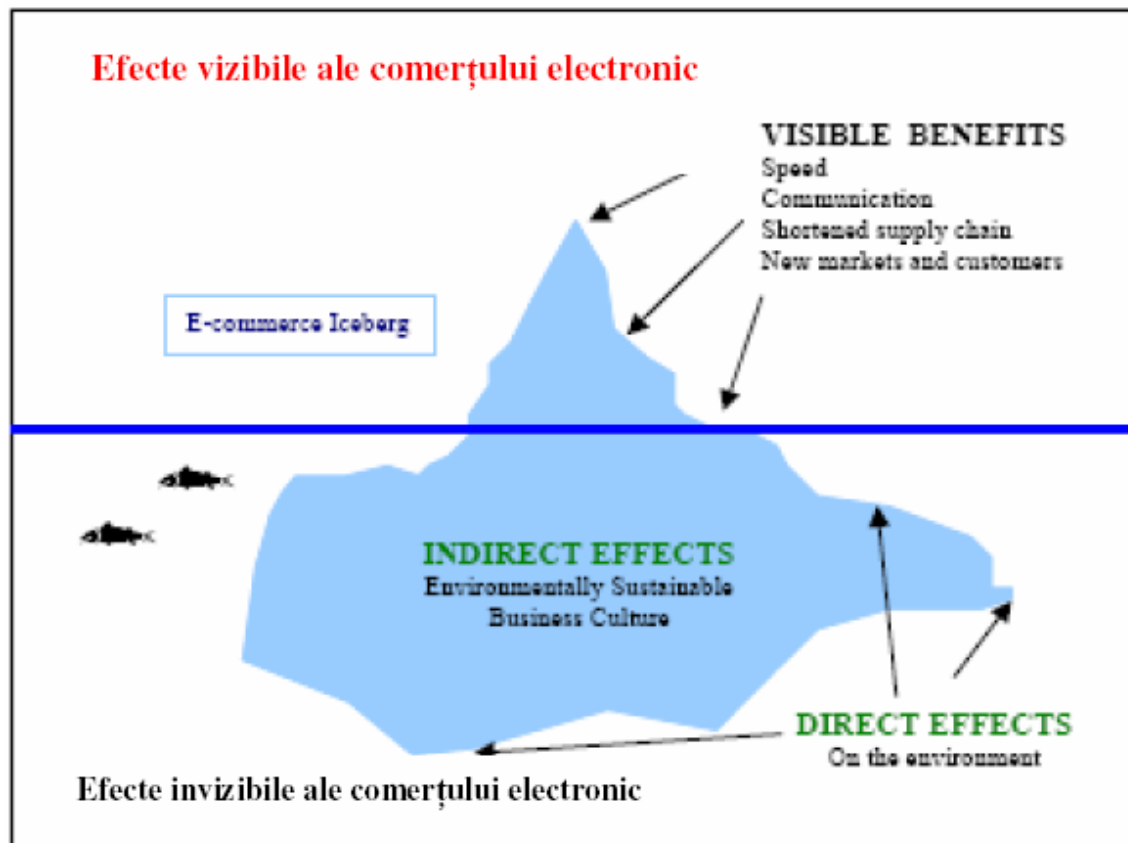 Efecte vizibile ale comerțului electronic
VISIBLE BENEFITS
Speed
Communication
Shortened supply chain
New markets and customers
E-commerce Iceberg
INDIRECT EFFECTS
Environmentally Sustainable
Business Culture
DIRECT EFFECTS
On the environment
Efecte invizibile ale comerțului electronic